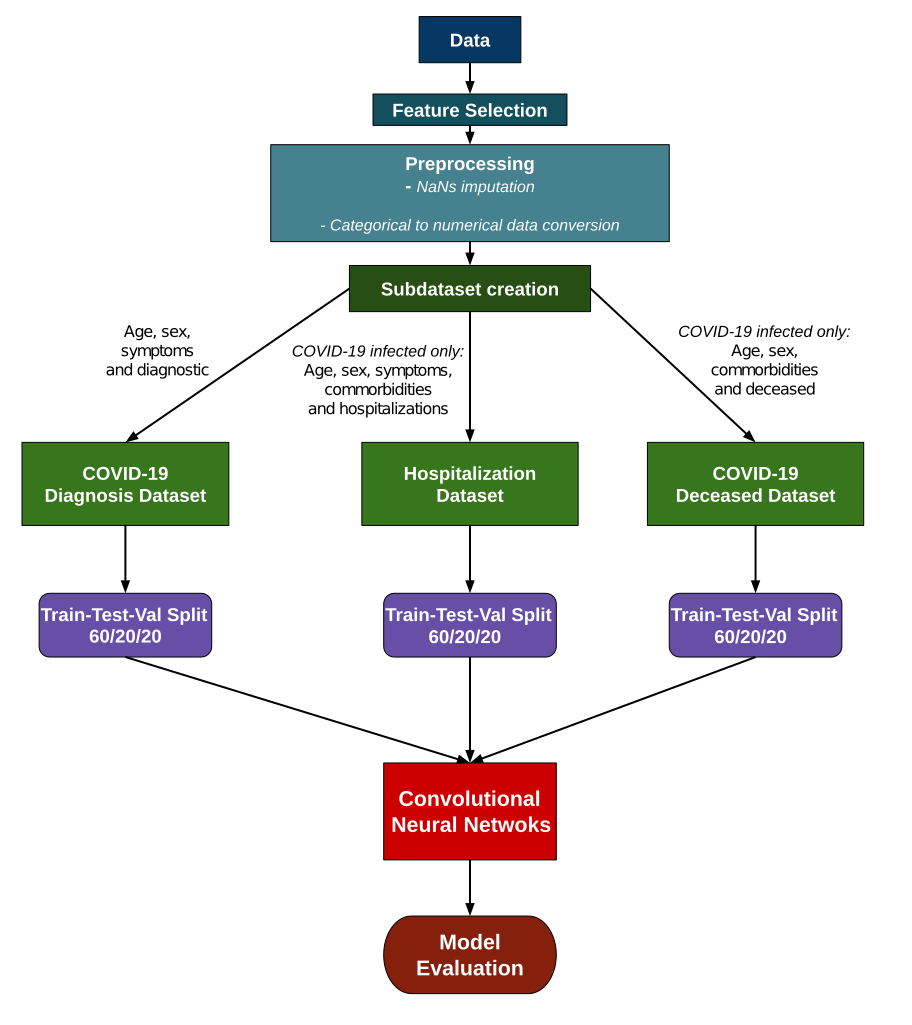 Data
Feature Selection
Preprocessing
- NaNs imputation
- Categorical to numerical data conversion
Subdataset creation
Age, sex,
symptoms
and diagnostic
COVID-19 infected only:
Age, sex, symptoms,
commorbidities
and hospitalizations
COVID-19 infected only:
Age, sex,
commorbidities
and deceased
COVID-19
Diagnosis Dataset
Hospitalization
Dataset
COVID-19
Deceased Dataset
Train-Test-Val Split
60/20/20
Train-Test-Val Split
60/20/20
Train-Test-Val Split
60/20/20
Convolutional
Neural Netwoks
Model
Evaluation